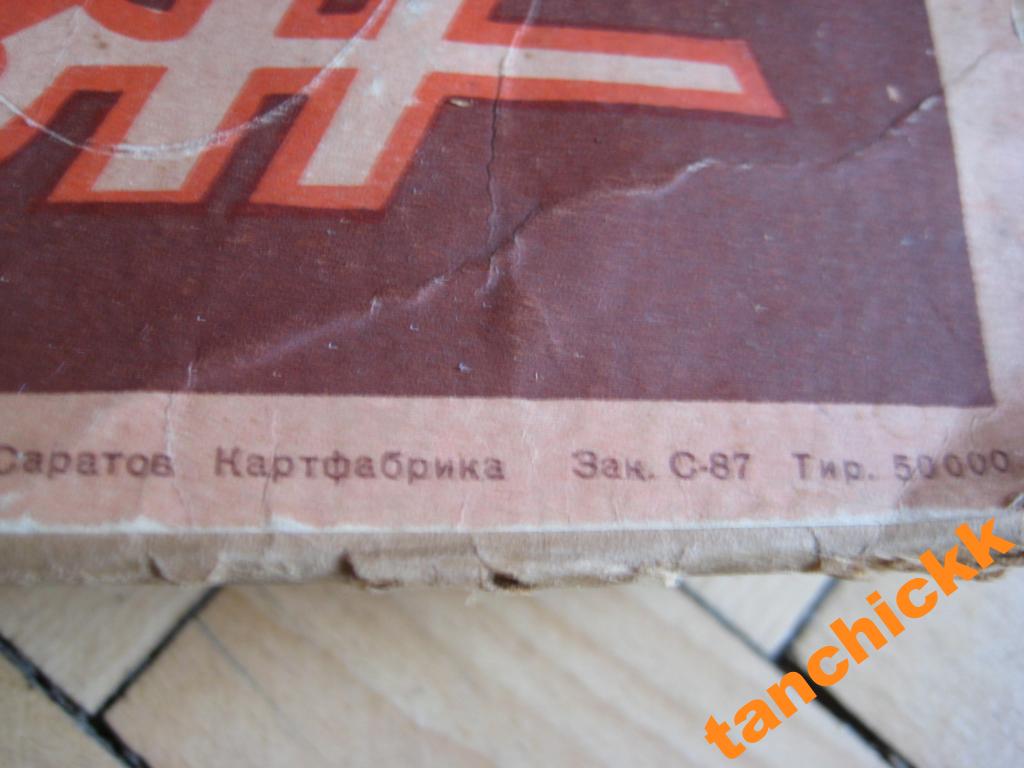 Саратов Картфабрика Зак. С-87 Тир. 50000
tanchickk